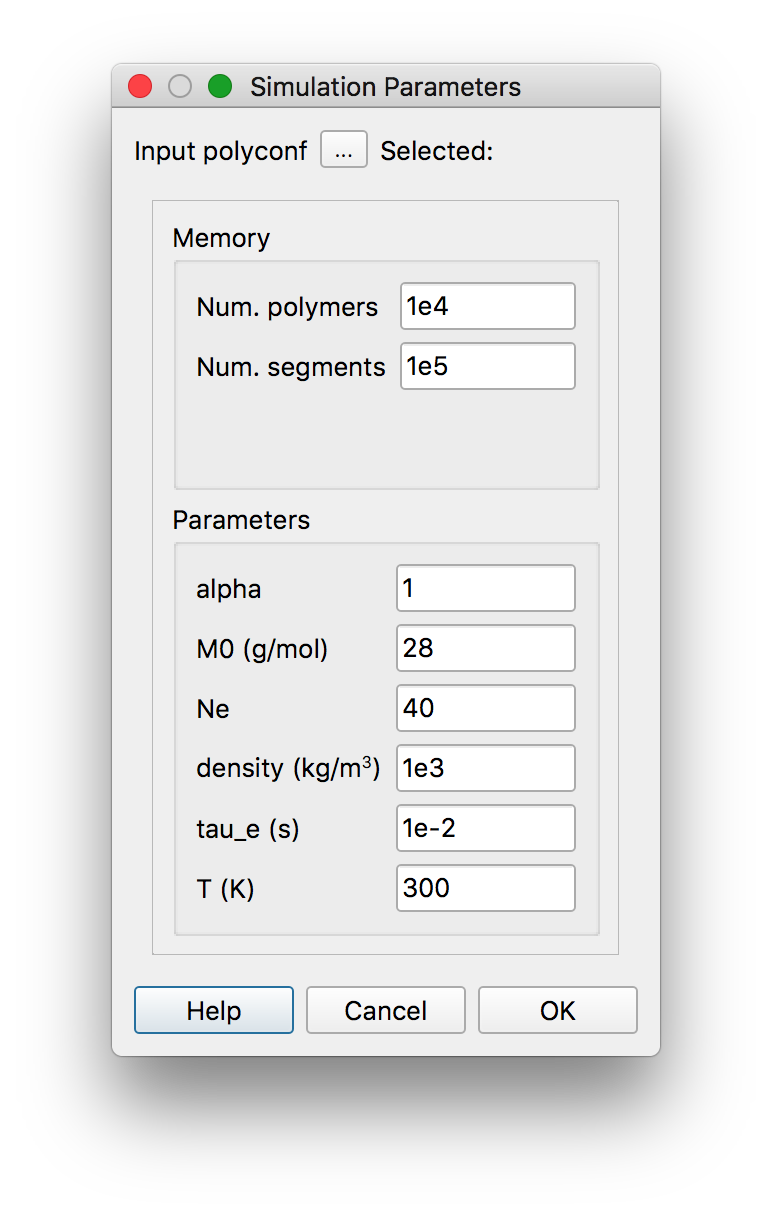 Simulation Parameters
Input polyconf ... Selected:
Memory
Num. polymers 1e4
Num. segments 1e5
Parameters
alpha 1
M0 (g/mol) 28
Ne 40
density (kg/m³) 1e3
tau_e (s) 1e-2
T (K) 300
Help Cancel OK